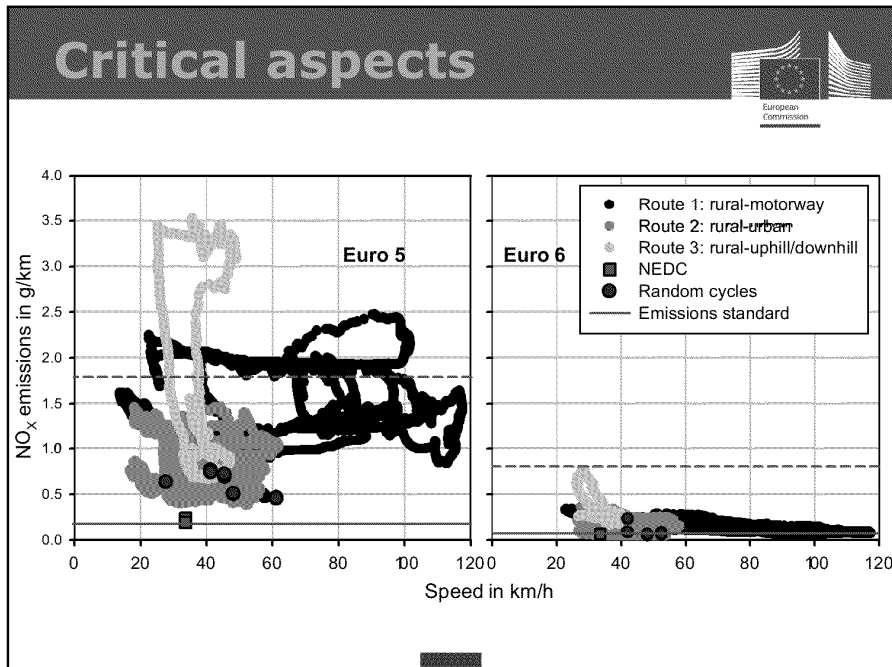 Critical aspects
European
Commission
4.0
3.5
3.0
2.5
2.0
1.5
1.0
0.5
0.0
NOX emissions in g/km
Euro 5
Euro 6
Route 1: rural-motorway
Route 2: rural-urban
Route 3: rural-uphill/downhill
NEDC
Random cycles
Emissions standard
0 20 40 60 80 100 120 0 20 40 60 80 100 120
Speed in km/h